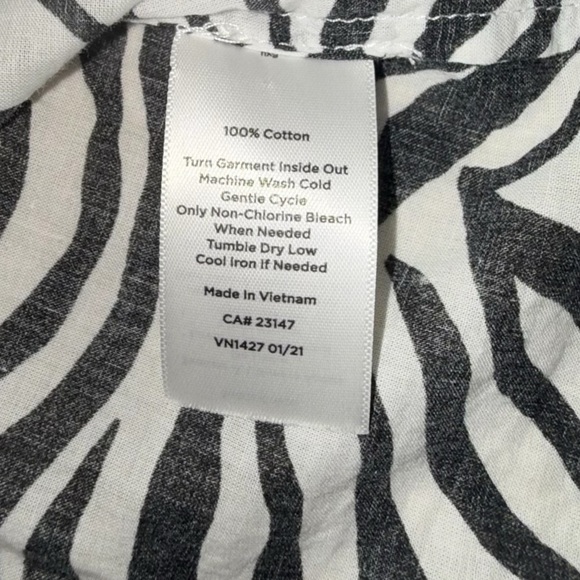 100% Cotton
Turn Garment Inside Out
Machine Wash Cold
Gentle Cycle
Only Non-Chlorine Bleach
When Needed
Tumble Dry Low
Cool Iron If Needed
Made In Vietnam
CA# 23147
VN1427 01/21